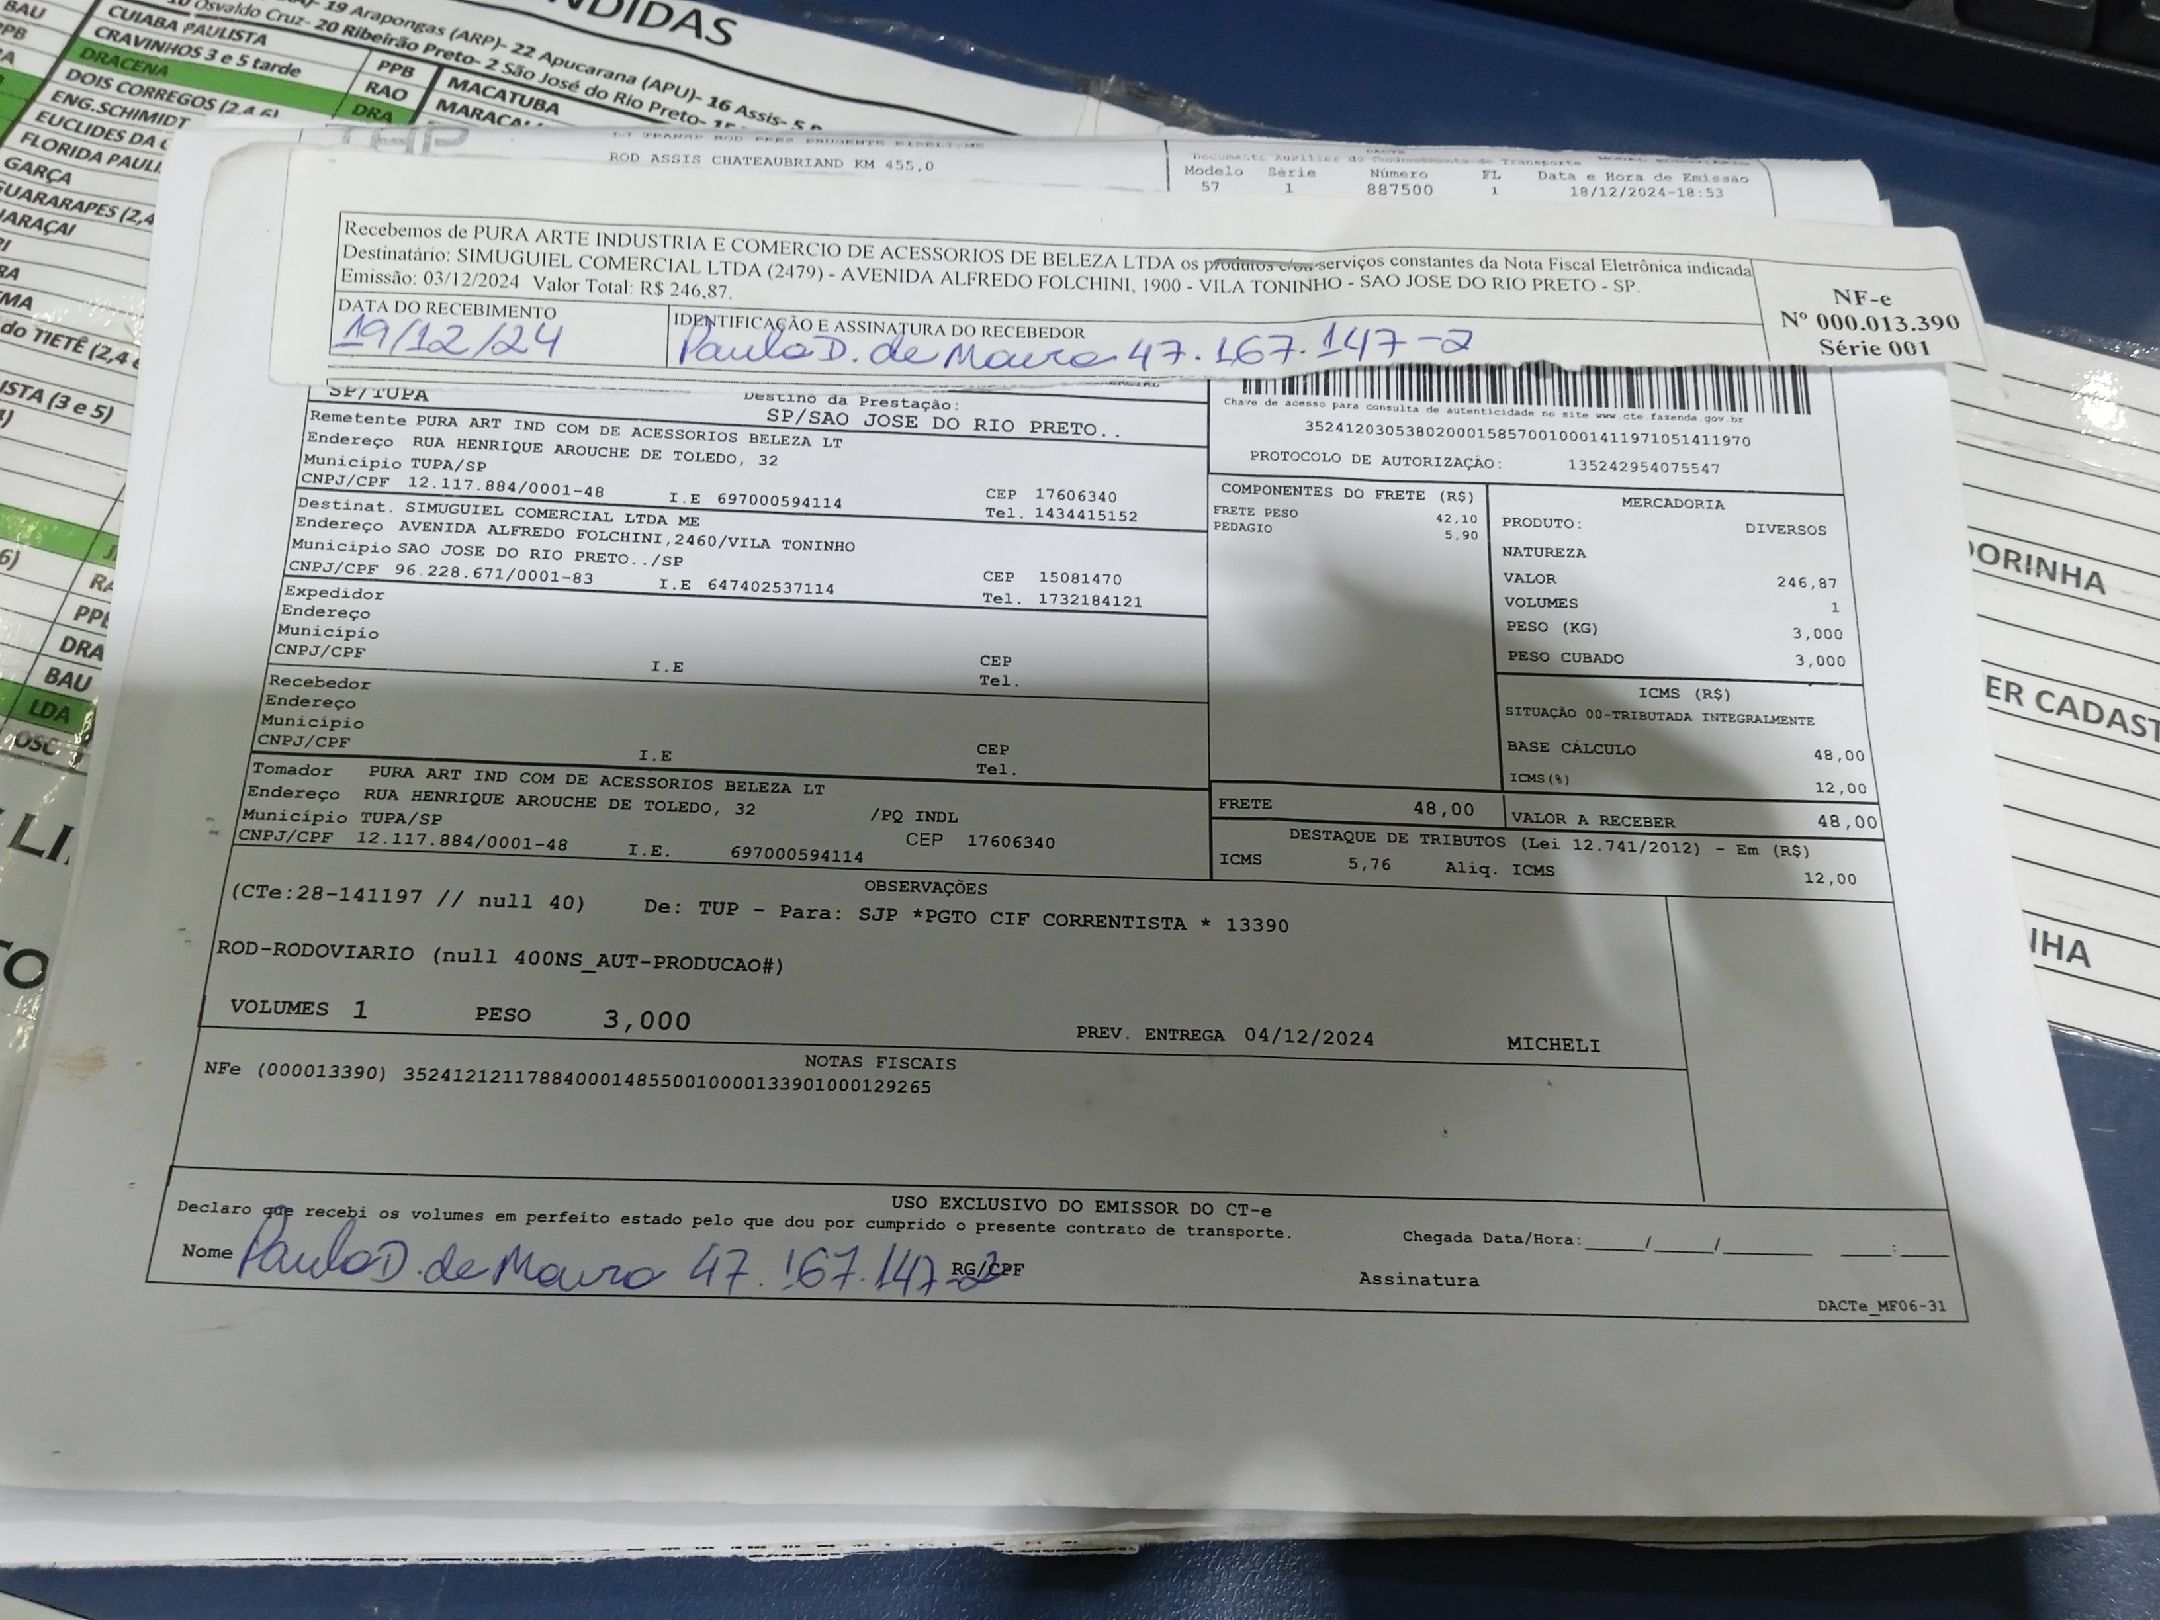 NDIDAS
19 Arapongas (ARP)- 22 Apucarana (APU)- 16 Assis- 5
Osvaldo Cruz- 20 Ribeirão Preto- 2 São José do Rio Preto-
BAU
CUIABA PAULISTA
PPB
CRAVINHOS 3 e 5 tarde
RAO
MACATUBA
DRACENA
DRA
DOIS CORREGOS (2,4,6)
ENG.SCHIMIDT
EUCLIDES DA
FLORIDA PAULI
GARÇA
GUARARAPES (2,4
do TIETÊ (2,4
ISTA (3 e 5)
DRA
BAU
LDA
OSC
ORINHA
ER CADAST
ROD ASSIS CHATEAUBRIAND KM 455,0
Modelo Série Número FL Data e Hora de Emissão
57 1 887500 1 18/12/2024-18:53
Recebemos de PURA ARTE INDUSTRIA E COMERCIO DE ACESSORIOS DE BELEZA LTDA os produtos e/ou serviços constantes da Nota Fiscal Eletrônica indicada
Destinatário: SIMUGUIEL COMERCIAL LTDA (2479) - AVENIDA ALFREDO FOLCHINI, 1900 - VILA TONINHO - SAO JOSE DO RIO PRETO - SP.
Emissão: 03/12/2024 Valor Total: R$ 246,87.
NF-e
Nº 000.013.390
Série 001
DATA DO RECEBIMENTO
19/12/24
IDENTIFICAÇÃO E ASSINATURA DO RECEBEDOR
Paulo D. de Moura 47.167.147-2
SP/TUPA
Destino da Prestação:
SP/SAO JOSE DO RIO PRETO..
Chave de acesso para consulta de autenticidade no site www.cte.fazenda.gov.br
35241203053802000158570010001411971051411970
PROTOCOLO DE AUTORIZAÇÃO: 135242954075547
Remetente PURA ART IND COM DE ACESSORIOS BELEZA LT
Endereço RUA HENRIQUE AROUCHE DE TOLEDO, 32
Município TUPA/SP CEP 17606340
CNPJ/CPF 12.117.884/0001-48 I.E 697000594114 Tel. 1434415152
Destinat. SIMUGUIEL COMERCIAL LTDA ME
Endereço AVENIDA ALFREDO FOLCHINI,2460/VILA TONINHO
Município SAO JOSE DO RIO PRETO../SP CEP 15081470
CNPJ/CPF 96.228.671/0001-83 I.E 647402537114 Tel. 1732184121
Expedidor
Endereço
Município CEP
CNPJ/CPF I.E Tel.
Recebedor
Endereço
Município CEP
CNPJ/CPF I.E Tel.
Tomador PURA ART IND COM DE ACESSORIOS BELEZA LT
Endereço RUA HENRIQUE AROUCHE DE TOLEDO, 32 /PQ INDL
Município TUPA/SP CEP 17606340
CNPJ/CPF 12.117.884/0001-48 I.E. 697000594114
COMPONENTES DO FRETE (R$)
FRETE PESO 42,10
PEDAGIO 5,90
MERCADORIA
PRODUTO: DIVERSOS
NATUREZA
VALOR 246,87
VOLUMES 1
PESO (KG) 3,000
PESO CUBADO 3,000
ICMS (R$)
SITUAÇÃO 00-TRIBUTADA INTEGRALMENTE
BASE CÁLCULO 48,00
ICMS(%) 12,00
FRETE 48,00 VALOR A RECEBER 48,00
DESTAQUE DE TRIBUTOS (Lei 12.741/2012) - Em (R$)
ICMS 5,76 Aliq. ICMS 12,00
OBSERVAÇÕES
(CTe:28-141197 // null 40) De: TUP - Para: SJP *PGTO CIF CORRENTISTA * 13390
ROD-RODOVIARIO (null 400NS_AUT-PRODUCAO#)
VOLUMES 1 PESO 3,000 PREV. ENTREGA 04/12/2024 MICHELI
NOTAS FISCAIS
NFe (000013390) 35241212117884000148550010000133901000129265
USO EXCLUSIVO DO EMISSOR DO CT-e
Declaro que recebi os volumes em perfeito estado pelo que dou por cumprido o presente contrato de transporte.
Chegada Data/Hora:____/____/______ ___:___
Nome Paulo D. de Moura 47.167.147-2 RG/CPF Assinatura
DACTe_MF06-31